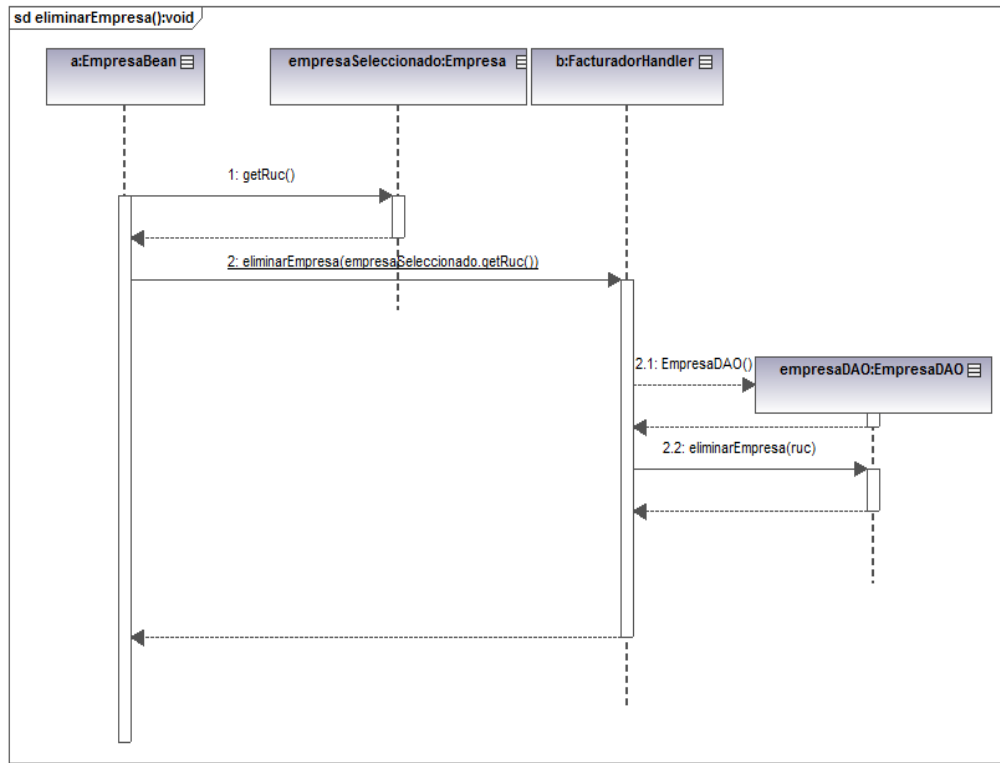 sd eliminarEmpresa():void
a:EmpresaBean
empresaSeleccionado:Empresa
b:FacturadorHandler
1: getRuc()
2: eliminarEmpresa(empresaSeleccionado.getRuc())
2.1: EmpresaDAO()
empresaDAO:EmpresaDAO
2.2: eliminarEmpresa(ruc)